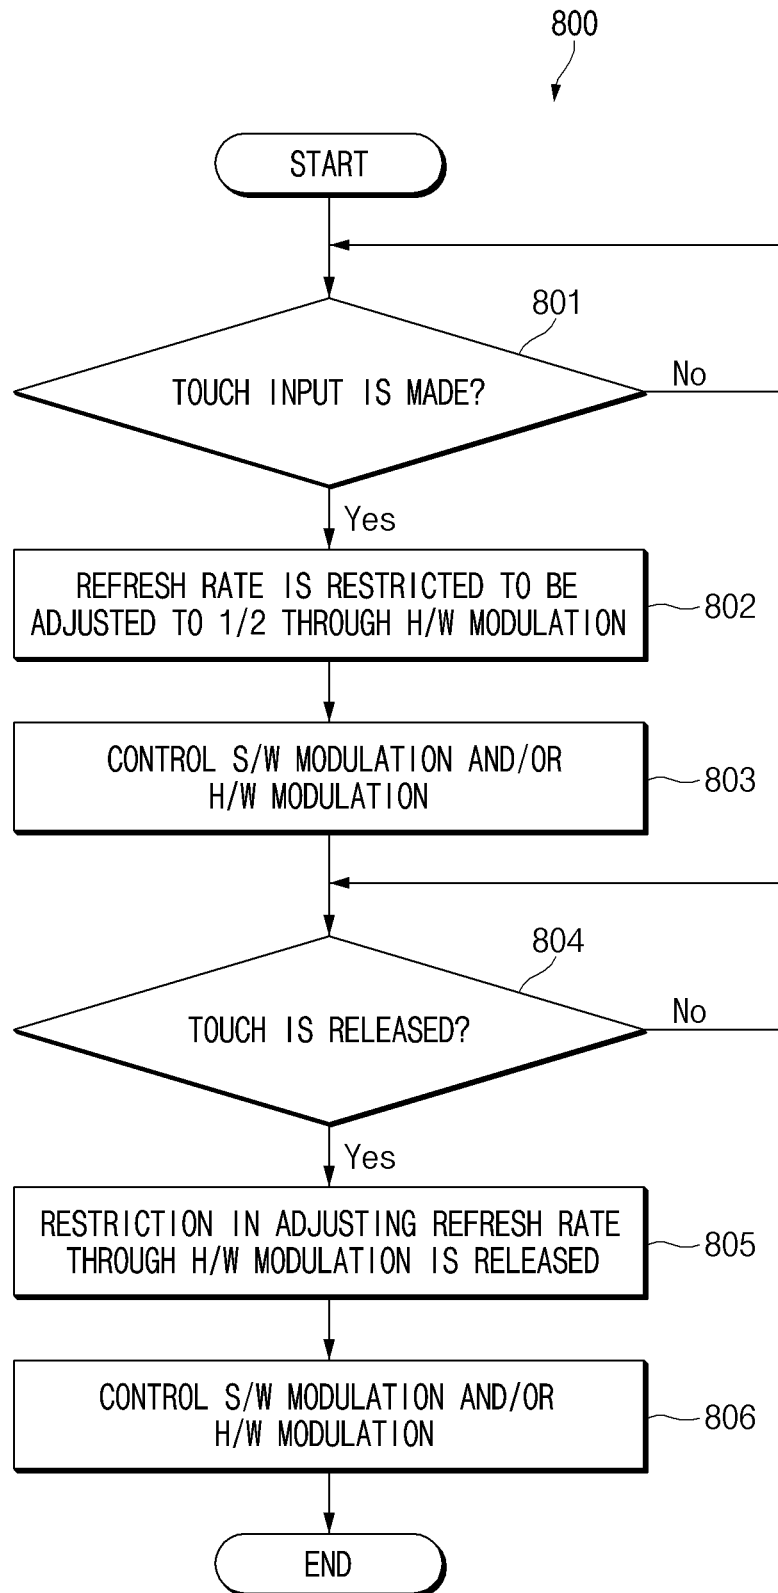 800
START
801
TOUCH INPUT IS MADE?
No
Yes
REFRESH RATE IS RESTRICTED TO BE
ADJUSTED TO 1/2 THROUGH H/W MODULATION
802
CONTROL S/W MODULATION AND/OR
H/W MODULATION
803
804
TOUCH IS RELEASED?
No
Yes
RESTRICTION IN ADJUSTING REFRESH RATE
THROUGH H/W MODULATION IS RELEASED
805
CONTROL S/W MODULATION AND/OR
H/W MODULATION
806
END